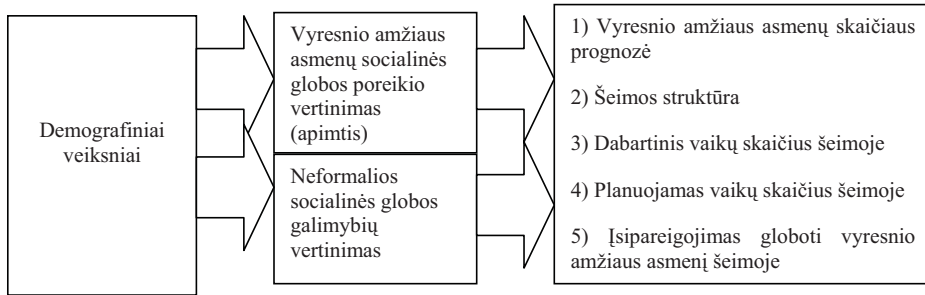 Demografiniai
veiksniai
Vyresnio amžiaus
asmenų socialinės
globos poreikio
vertinimas
(apimtis)
Neformalios
socialinės globos
galimybių
vertinimas
1) Vyresnio amžiaus asmenų skaičiaus
prognozė
2) Šeimos struktūra
3) Dabartinis vaikų skaičius šeimoje
4) Planuojamas vaikų skaičius šeimoje
5) Įsipareigojimas globoti vyresnio
amžiaus asmenį šeimoje